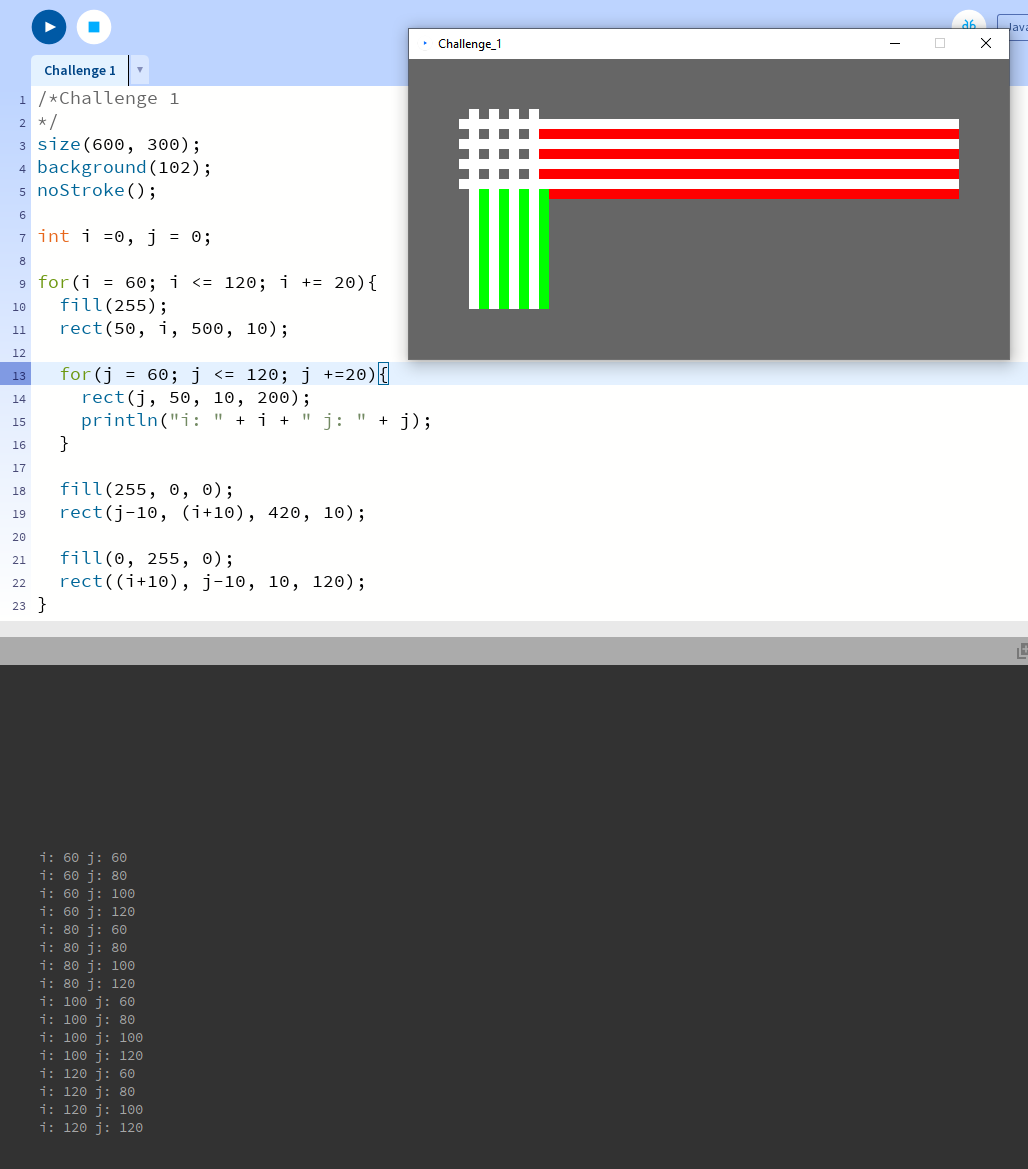 Java
Challenge_1
Challenge 1
1 /*Challenge 1
2 */
3 size(600, 300);
4 background(102);
5 noStroke();
6
7 int i =0, j = 0;
8
9 for(i = 60; i <= 120; i += 20){
10   fill(255);
11   rect(50, i, 500, 10);
12
13   for(j = 60; j <= 120; j +=20){
14     rect(j, 50, 10, 200);
15     println("i: " + i + " j: " + j);
16   }
17
18   fill(255, 0, 0);
19   rect(j-10, (i+10), 420, 10);
20
21   fill(0, 255, 0);
22   rect((i+10), j-10, 10, 120);
23 }
i: 60 j: 60
i: 60 j: 80
i: 60 j: 100
i: 60 j: 120
i: 80 j: 60
i: 80 j: 80
i: 80 j: 100
i: 80 j: 120
i: 100 j: 60
i: 100 j: 80
i: 100 j: 100
i: 100 j: 120
i: 120 j: 60
i: 120 j: 80
i: 120 j: 100
i: 120 j: 120